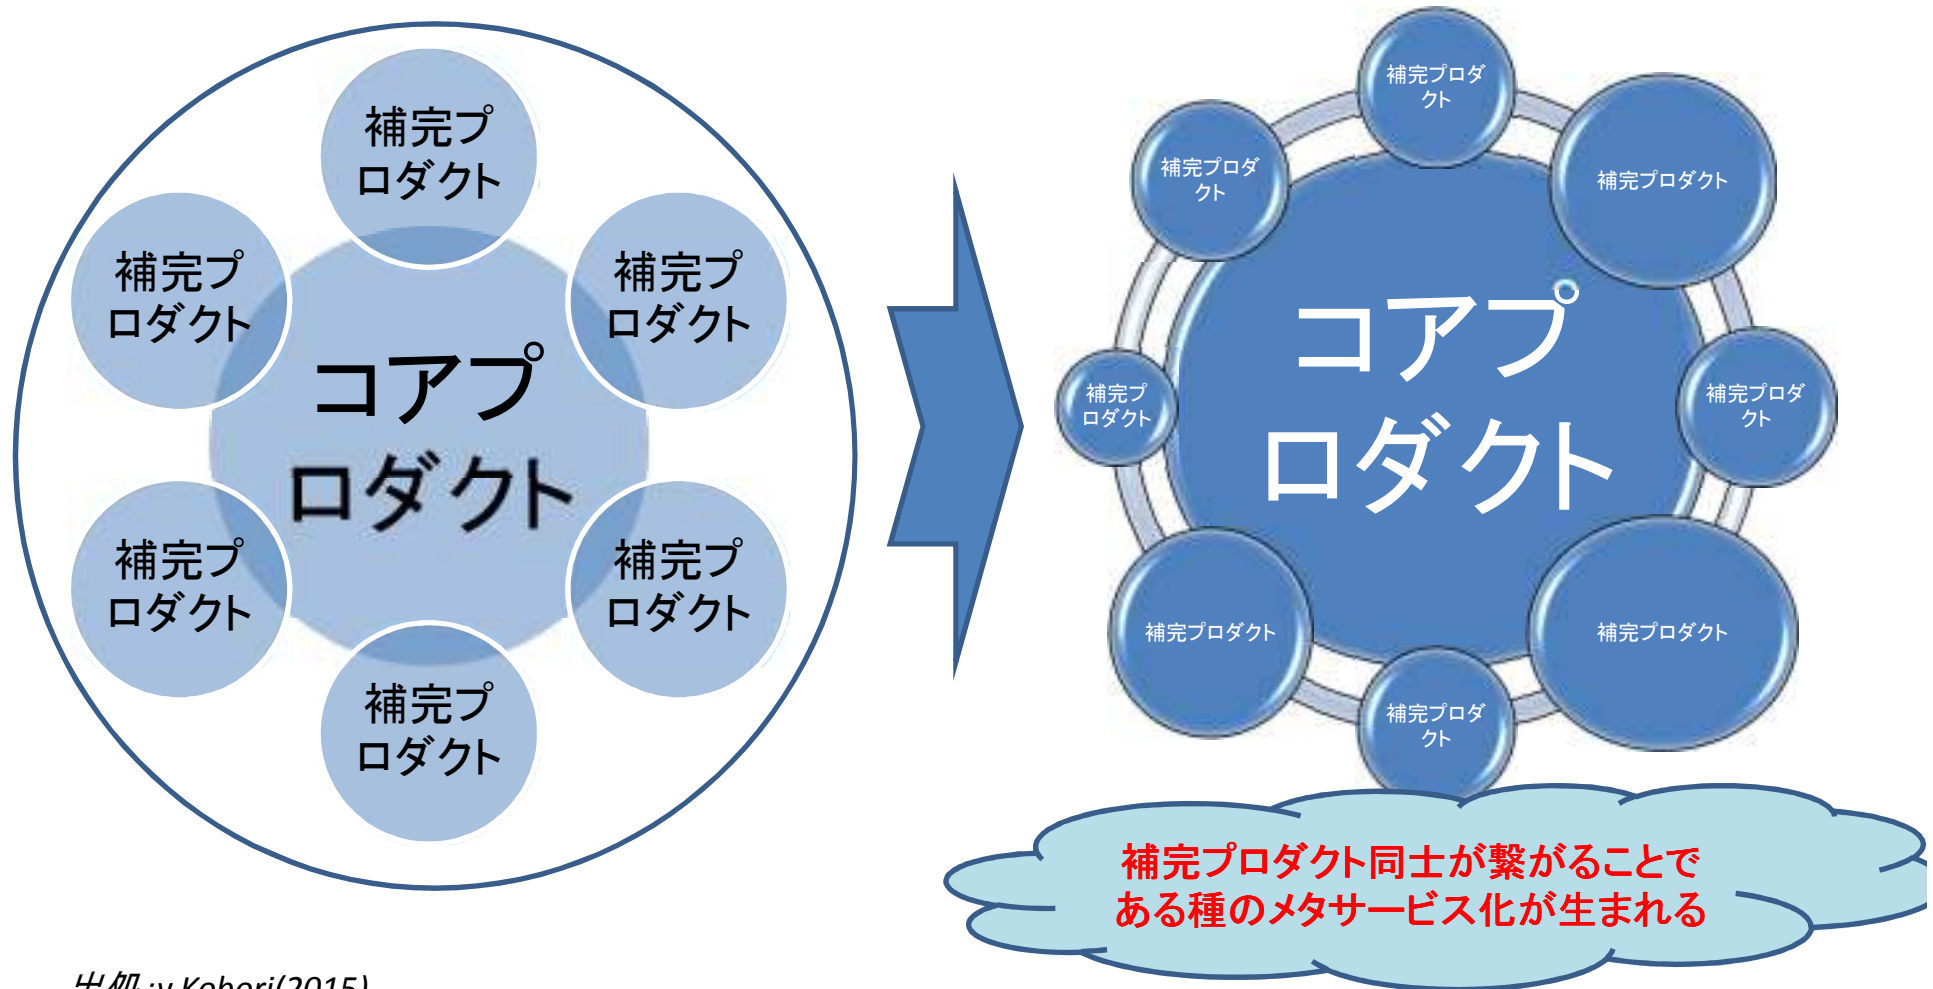 補完プ
ロダクト
補完プ
ロダクト
補完プ
ロダクト
コアプ
ロダクト
補完プ
ロダクト
補完プ
ロダクト
補完プ
ロダクト
補完プロダ
クト
補完プロダ
クト
補完プロダクト
コアプ
ロダクト
補完プ
ロダクト
補完プロダ
クト
補完プロダクト
補完プロダクト
補完プロダ
クト
補完プロダクト同士が繋がることで
ある種のメタサービス化が生まれる
出処:y.Kobori(2015)